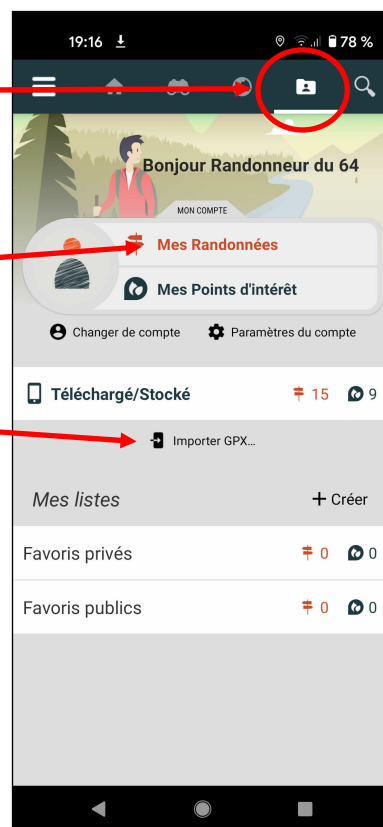 19:16
78 %
Bonjour Randonneur du 64
MON COMPTE
Mes Randonnées
Mes Points d'intérêt
Changer de compte
Paramètres du compte
Téléchargé/Stocké 15 9
Importer GPX...
Mes listes
+ Créer
Favoris privés 0 0
Favoris publics 0 0